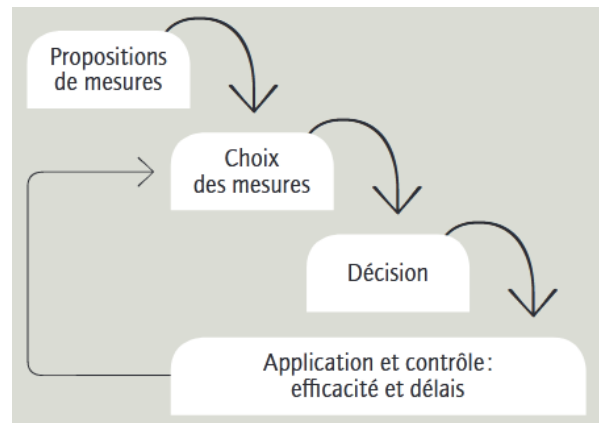 Propositions
de mesures
Choix
des mesures
Décision
Application et contrôle:
efficacité et délais